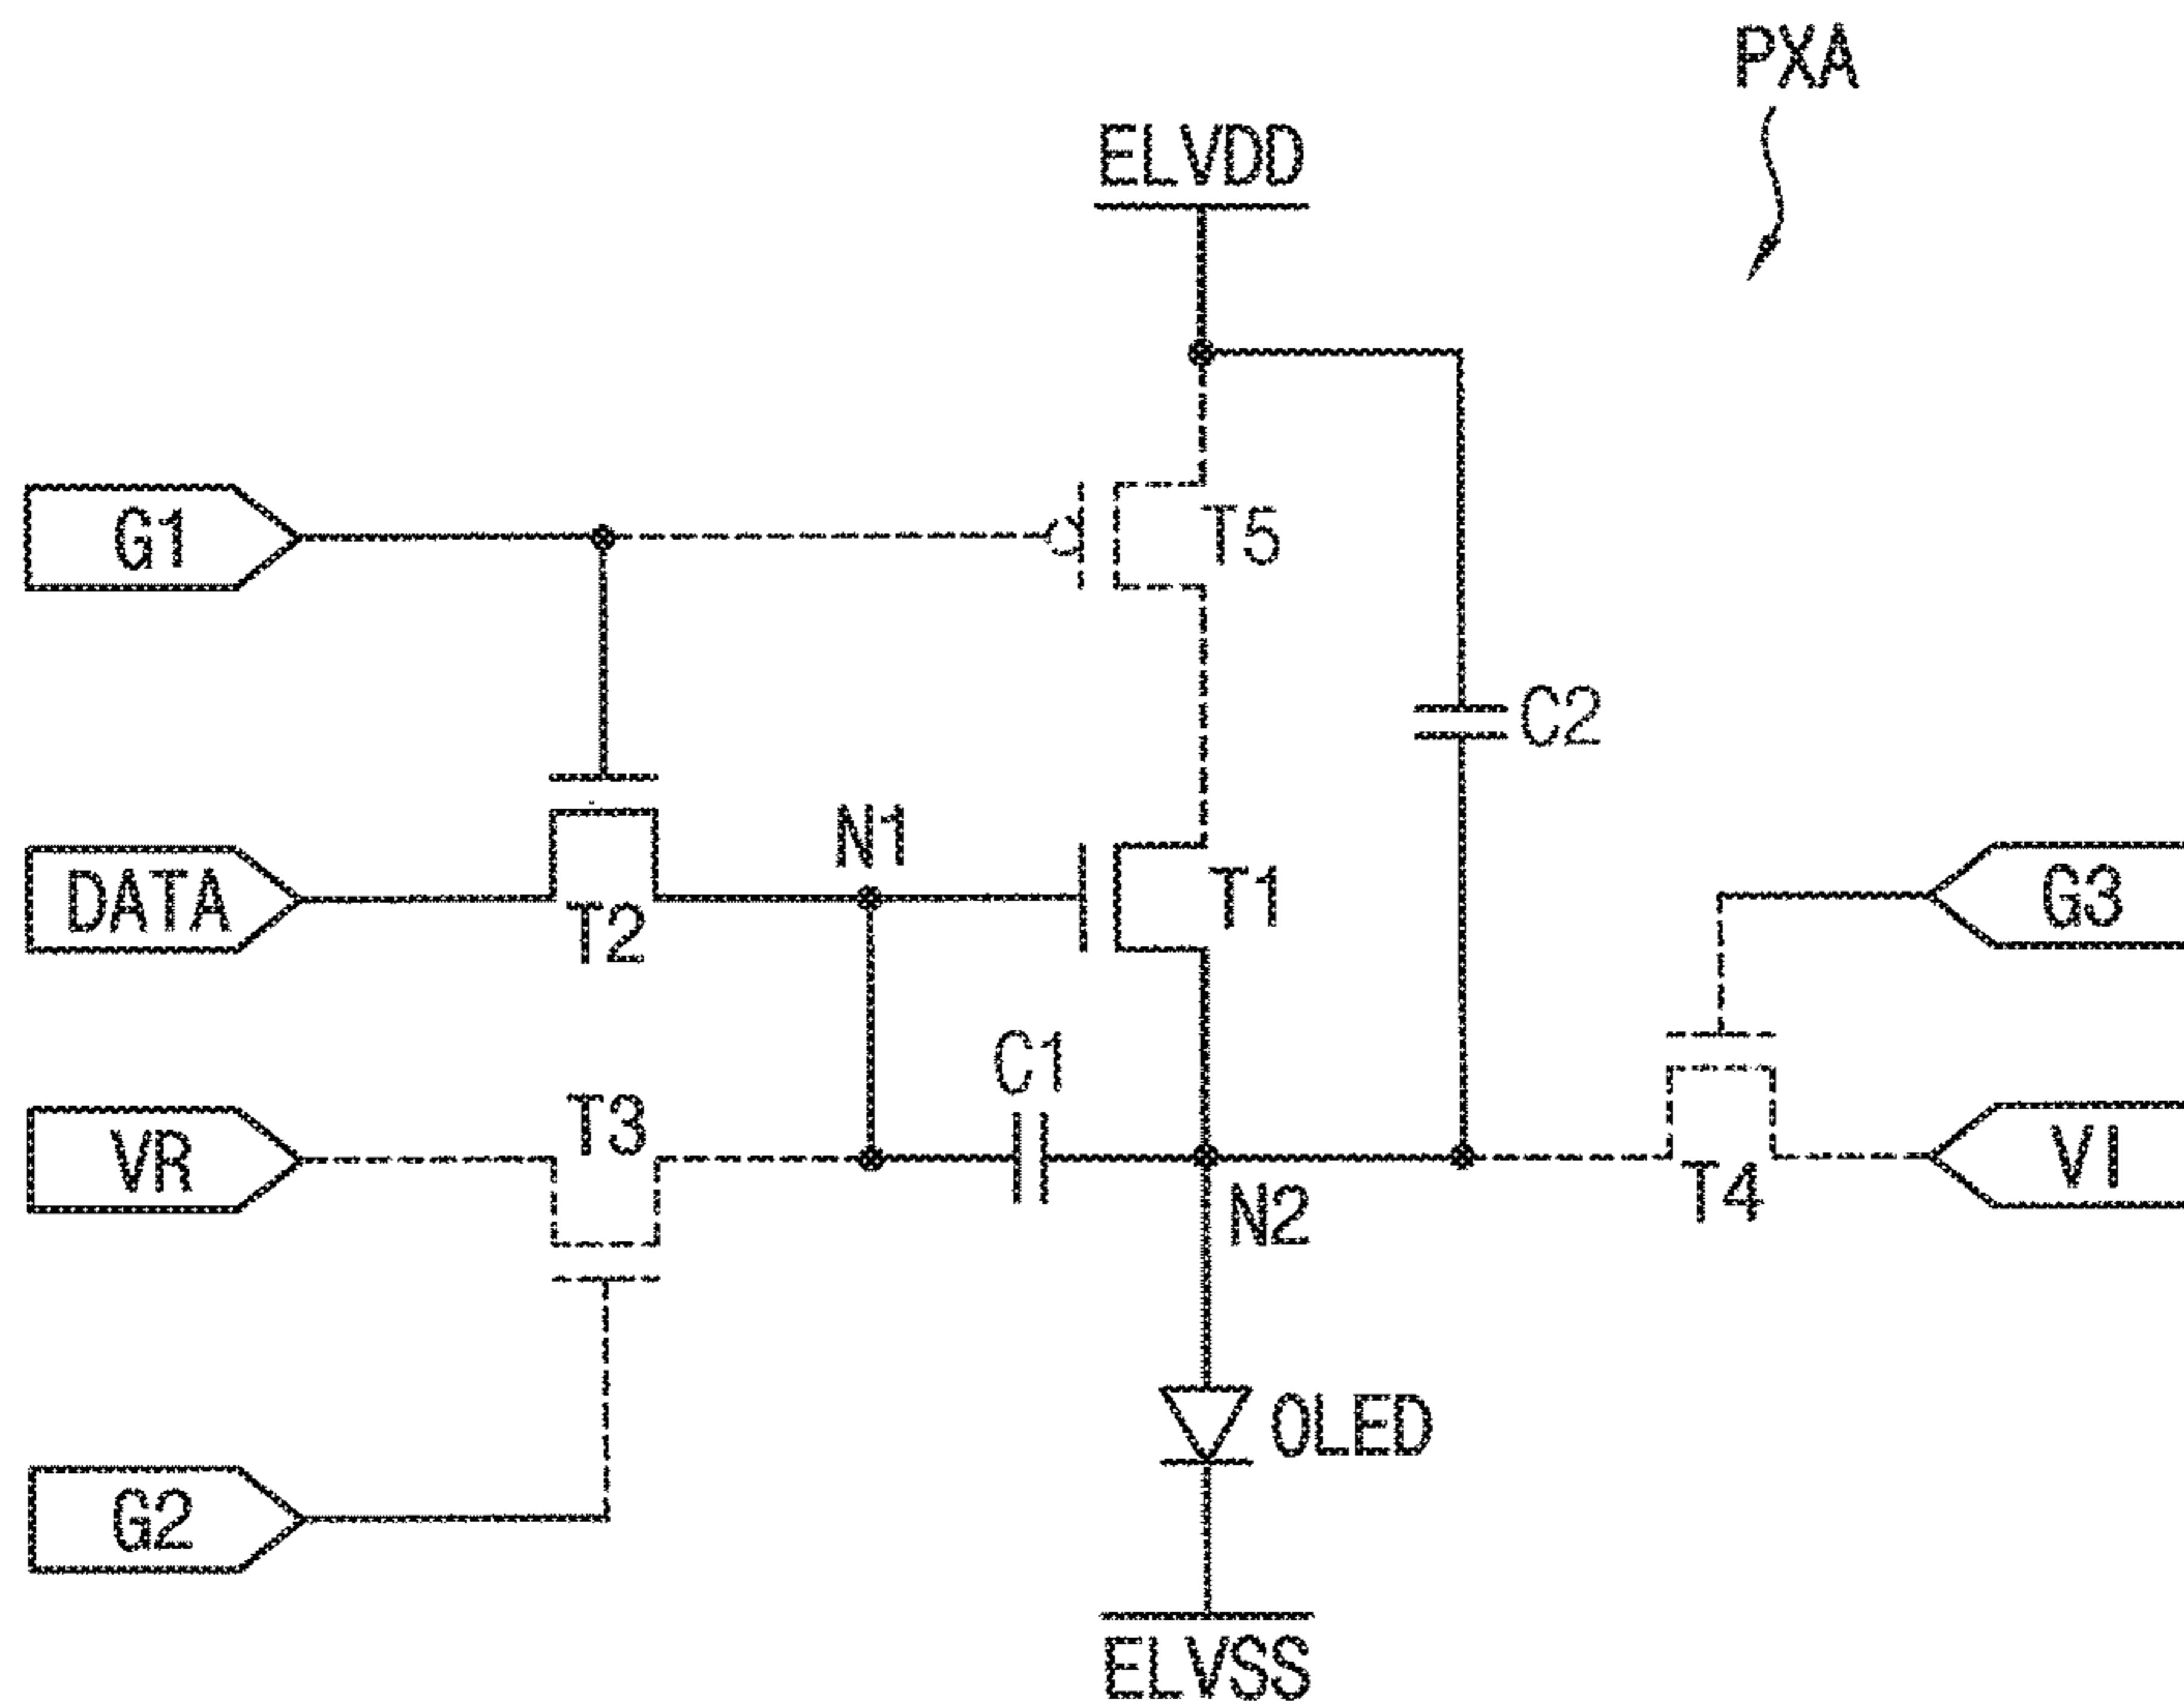 PXA
ELVDD
G1
T5
C2
N1
DATA
T2
T1
G3
C1
VR
T3
N2
T4
VI
OLED
G2
ELVSS